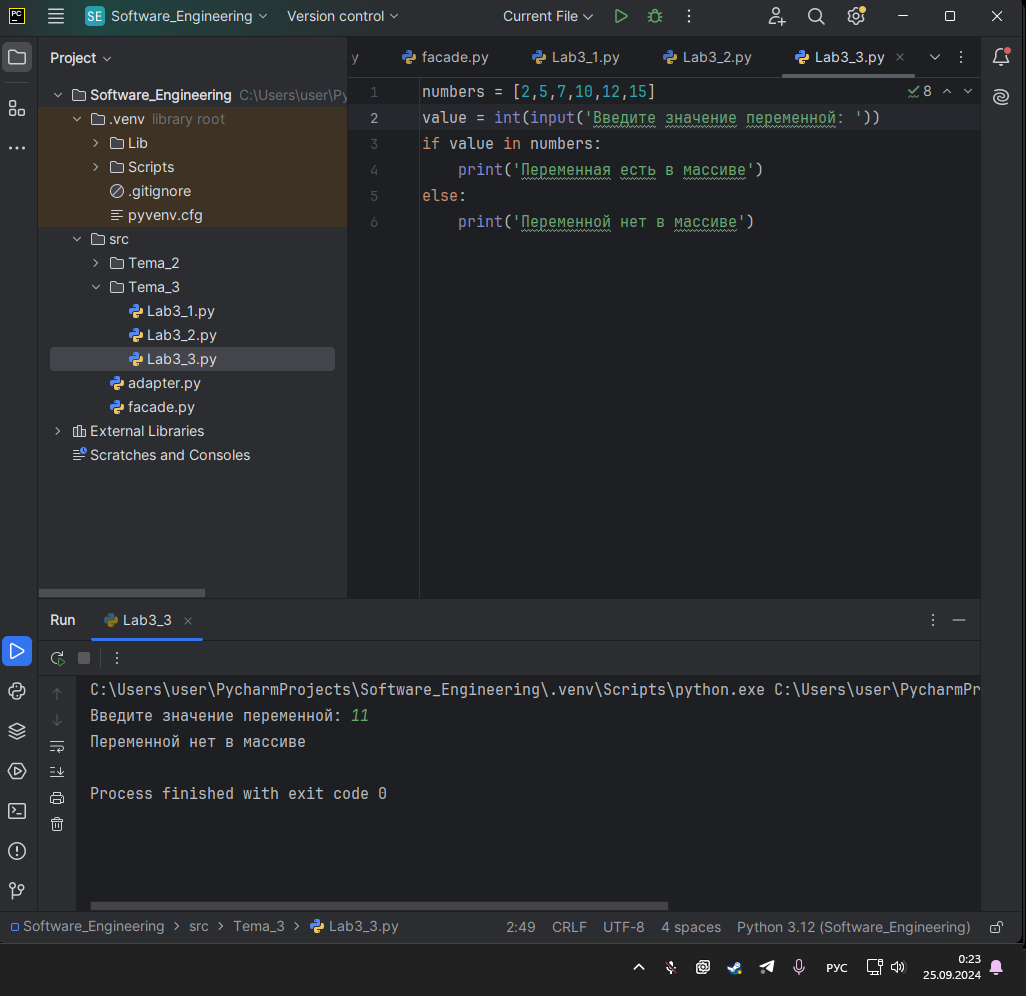 PC
SE Software_Engineering Version control Current File
Project
y facade.py Lab3_1.py Lab3_2.py Lab3_3.py
Software_Engineering C:\Users\user\Py
.venv library root
Lib
Scripts
.gitignore
pyvenv.cfg
src
Tema_2
Tema_3
Lab3_1.py
Lab3_2.py
Lab3_3.py
adapter.py
facade.py
External Libraries
Scratches and Consoles
8
1 numbers = [2,5,7,10,12,15]
2 value = int(input('Введите значение переменной: '))
3 if value in numbers:
4     print('Переменная есть в массиве')
5 else:
6     print('Переменной нет в массиве')
Run Lab3_3
C:\Users\user\PycharmProjects\Software_Engineering\.venv\Scripts\python.exe C:\Users\user\PycharmPr
Введите значение переменной: 11
Переменной нет в массиве
Process finished with exit code 0
Software_Engineering > src > Tema_3 > Lab3_3.py 2:49 CRLF UTF-8 4 spaces Python 3.12 (Software_Engineering)
РУС
0:23
25.09.2024